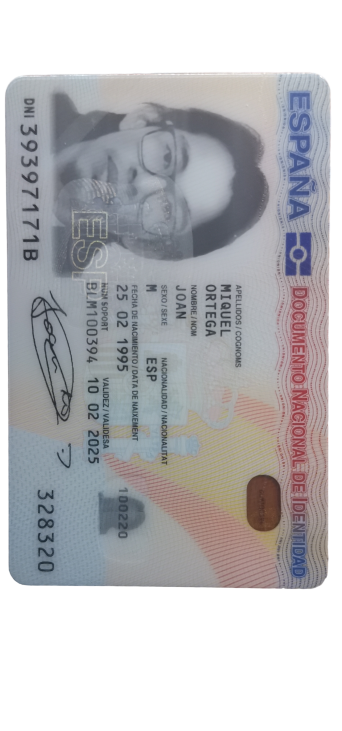 ESPAÑA DOCUMENTO NACIONAL DE IDENTIDAD
APELLIDOS / COGNOMS
MIQUEL
ORTEGA
NOMBRE / NOM
JOAN
SEXO / SEXE NACIONALIDAD / NACIONALITAT
M ESP
FECHA DE NACIMIENTO / DATA DE NAIXEMENT
25 02 1995
NUM SOPORT VALIDEZ / VALIDESA
BLM100394 10 02 2025
100220
ESP
DNI 39397171B
328320